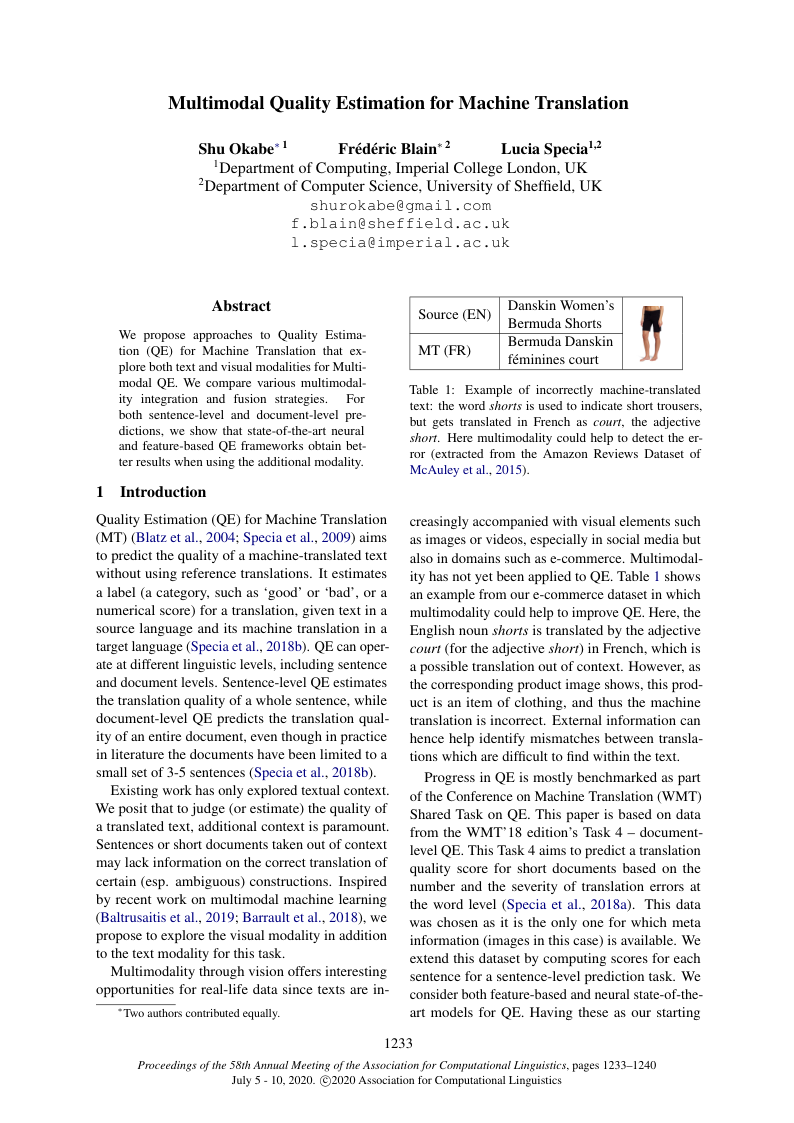 Multimodal Quality Estimation for Machine Translation
Shu Okabe∗ 1 Frédéric Blain∗ 2 Lucia Specia1,2
1Department of Computing, Imperial College London, UK
2Department of Computer Science, University of Sheffield, UK
shurokabe@gmail.com
f.blain@sheffield.ac.uk
l.specia@imperial.ac.uk
Abstract
We propose approaches to Quality Estima-
tion (QE) for Machine Translation that ex-
plore both text and visual modalities for Multi-
modal QE. We compare various multimodal-
ity integration and fusion strategies. For
both sentence-level and document-level pre-
dictions, we show that state-of-the-art neural
and feature-based QE frameworks obtain bet-
ter results when using the additional modality.
1 Introduction
Quality Estimation (QE) for Machine Translation
(MT) (Blatz et al., 2004; Specia et al., 2009) aims
to predict the quality of a machine-translated text
without using reference translations. It estimates
a label (a category, such as ‘good’ or ‘bad’, or a
numerical score) for a translation, given text in a
source language and its machine translation in a
target language (Specia et al., 2018b). QE can oper-
ate at different linguistic levels, including sentence
and document levels. Sentence-level QE estimates
the translation quality of a whole sentence, while
document-level QE predicts the translation qual-
ity of an entire document, even though in practice
in literature the documents have been limited to a
small set of 3-5 sentences (Specia et al., 2018b).
Existing work has only explored textual context.
We posit that to judge (or estimate) the quality of
a translated text, additional context is paramount.
Sentences or short documents taken out of context
may lack information on the correct translation of
certain (esp. ambiguous) constructions. Inspired
by recent work on multimodal machine learning
(Baltrusaitis et al., 2019; Barrault et al., 2018), we
propose to explore the visual modality in addition
to the text modality for this task.
Multimodality through vision offers interesting
opportunities for real-life data since texts are in-
∗Two authors contributed equally.
Source (EN) Danskin Women’s
Bermuda Shorts
MT (FR) Bermuda Danskin
féminines court
Table 1: Example of incorrectly machine-translated
text: the word shorts is used to indicate short trousers,
but gets translated in French as court, the adjective
short. Here multimodality could help to detect the er-
ror (extracted from the Amazon Reviews Dataset of
McAuley et al., 2015).
creasingly accompanied with visual elements such
as images or videos, especially in social media but
also in domains such as e-commerce. Multimodal-
ity has not yet been applied to QE. Table 1 shows
an example from our e-commerce dataset in which
multimodality could help to improve QE. Here, the
English noun shorts is translated by the adjective
court (for the adjective short) in French, which is
a possible translation out of context. However, as
the corresponding product image shows, this prod-
uct is an item of clothing, and thus the machine
translation is incorrect. External information can
hence help identify mismatches between transla-
tions which are difficult to find within the text.
Progress in QE is mostly benchmarked as part
of the Conference on Machine Translation (WMT)
Shared Task on QE. This paper is based on data
from the WMT’18 edition’s Task 4 – document-
level QE. This Task 4 aims to predict a translation
quality score for short documents based on the
number and the severity of translation errors at
the word level (Specia et al., 2018a). This data
was chosen as it is the only one for which meta
information (images in this case) is available. We
extend this dataset by computing scores for each
sentence for a sentence-level prediction task. We
consider both feature-based and neural state-of-the-
art models for QE. Having these as our starting
1233
Proceedings of the 58th Annual Meeting of the Association for Computational Linguistics, pages 1233–1240
July 5 - 10, 2020. ©2020 Association for Computational Linguistics